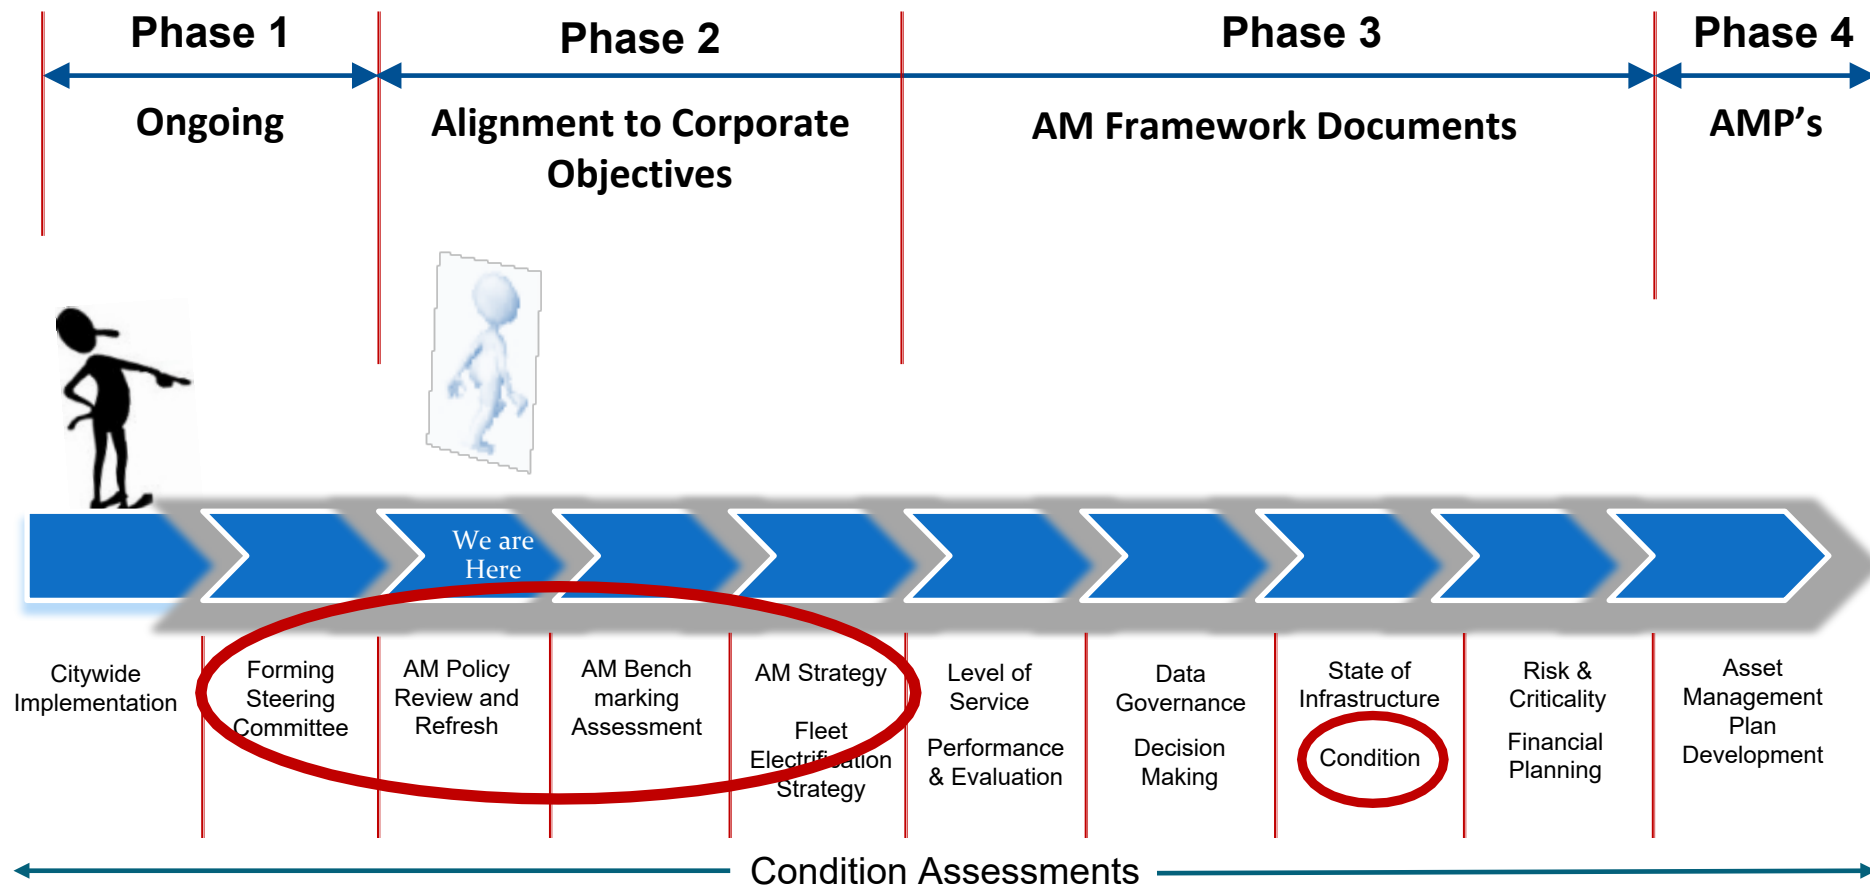 Phase 1
Phase 2
Phase 3
Phase 4
Ongoing
Alignment to Corporate
Objectives
AM Framework Documents
AMP’s
We are
Here
Citywide
Implementation
Forming
Steering
Committee
AM Policy
Review and
Refresh
AM Bench
marking
Assessment
AM Strategy
Fleet
Electrification
Strategy
Level of
Service
Performance
& Evaluation
Data
Governance
Decision
Making
State of
Infrastructure
Condition
Risk &
Criticality
Financial
Planning
Asset
Management
Plan
Development
Condition Assessments